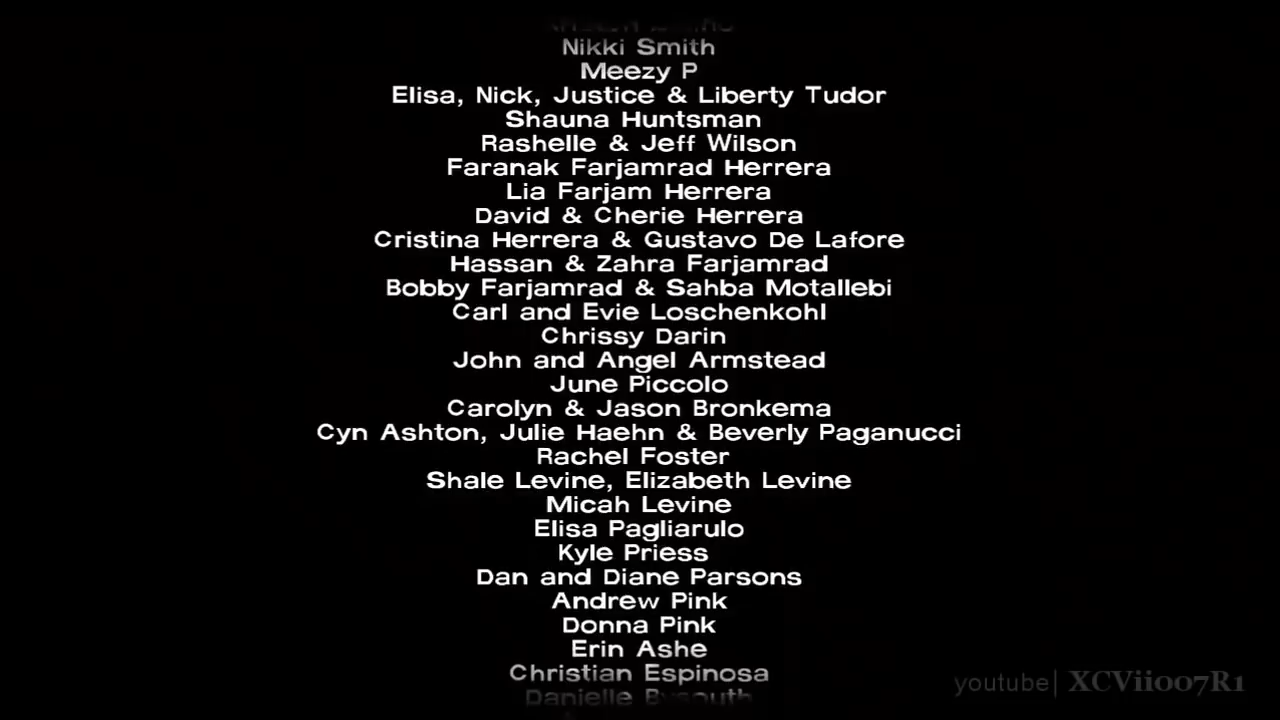 Nikki Smith
Meezy P
Elisa, Nick, Justice & Liberty Tudor
Shauna Huntsman
Rashelle & Jeff Wilson
Faranak Farjamrad Herrera
Lia Farjam Herrera
David & Cherie Herrera
Cristina Herrera & Gustavo De Lafore
Hassan & Zahra Farjamrad
Bobby Farjamrad & Sahba Motallebi
Carl and Evie Loschenkohl
Chrissy Darin
John and Angel Armstead
June Piccolo
Carolyn & Jason Bronkema
Cyn Ashton, Julie Haehn & Beverly Paganucci
Rachel Foster
Shale Levine, Elizabeth Levine
Micah Levine
Elisa Pagliarulo
Kyle Priess
Dan and Diane Parsons
Andrew Pink
Donna Pink
Erin Ashe
Christian Espinosa
Danielle Bysouth
youtube| XCVii007R1